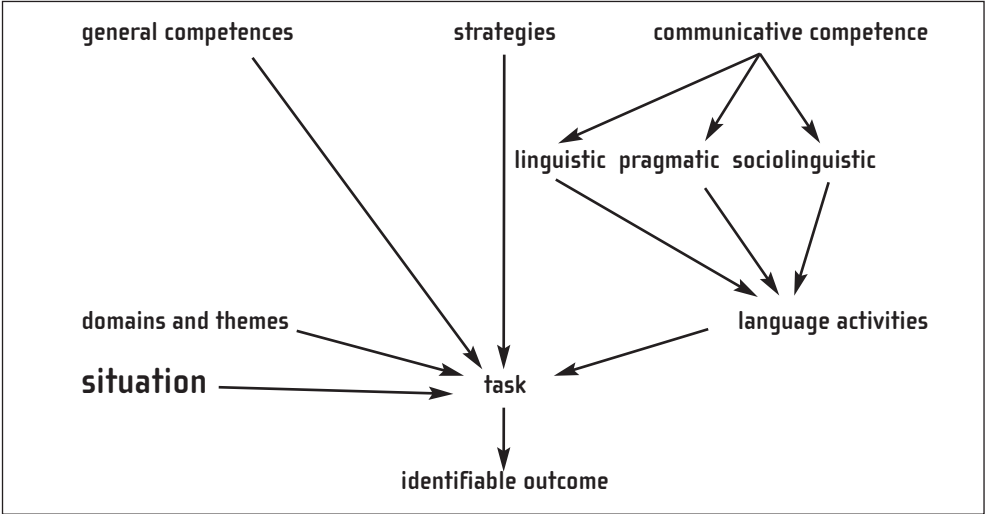 general competences strategies communicative competence
linguistic pragmatic sociolinguistic
domains and themes language activities
situation task
identifiable outcome